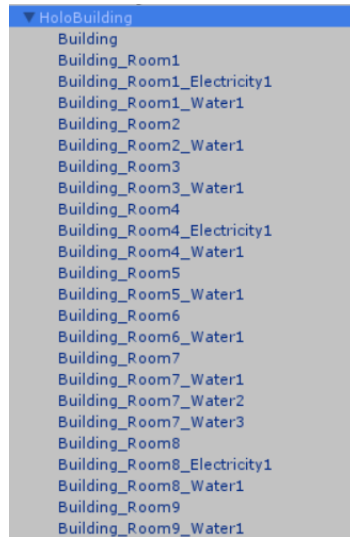 HoloBuilding
Building
Building_Room1
Building_Room1_Electricity1
Building_Room1_Water1
Building_Room2
Building_Room2_Water1
Building_Room3
Building_Room3_Water1
Building_Room4
Building_Room4_Electricity1
Building_Room4_Water1
Building_Room5
Building_Room5_Water1
Building_Room6
Building_Room6_Water1
Building_Room7
Building_Room7_Water1
Building_Room7_Water2
Building_Room7_Water3
Building_Room8
Building_Room8_Electricity1
Building_Room8_Water1
Building_Room9
Building_Room9_Water1